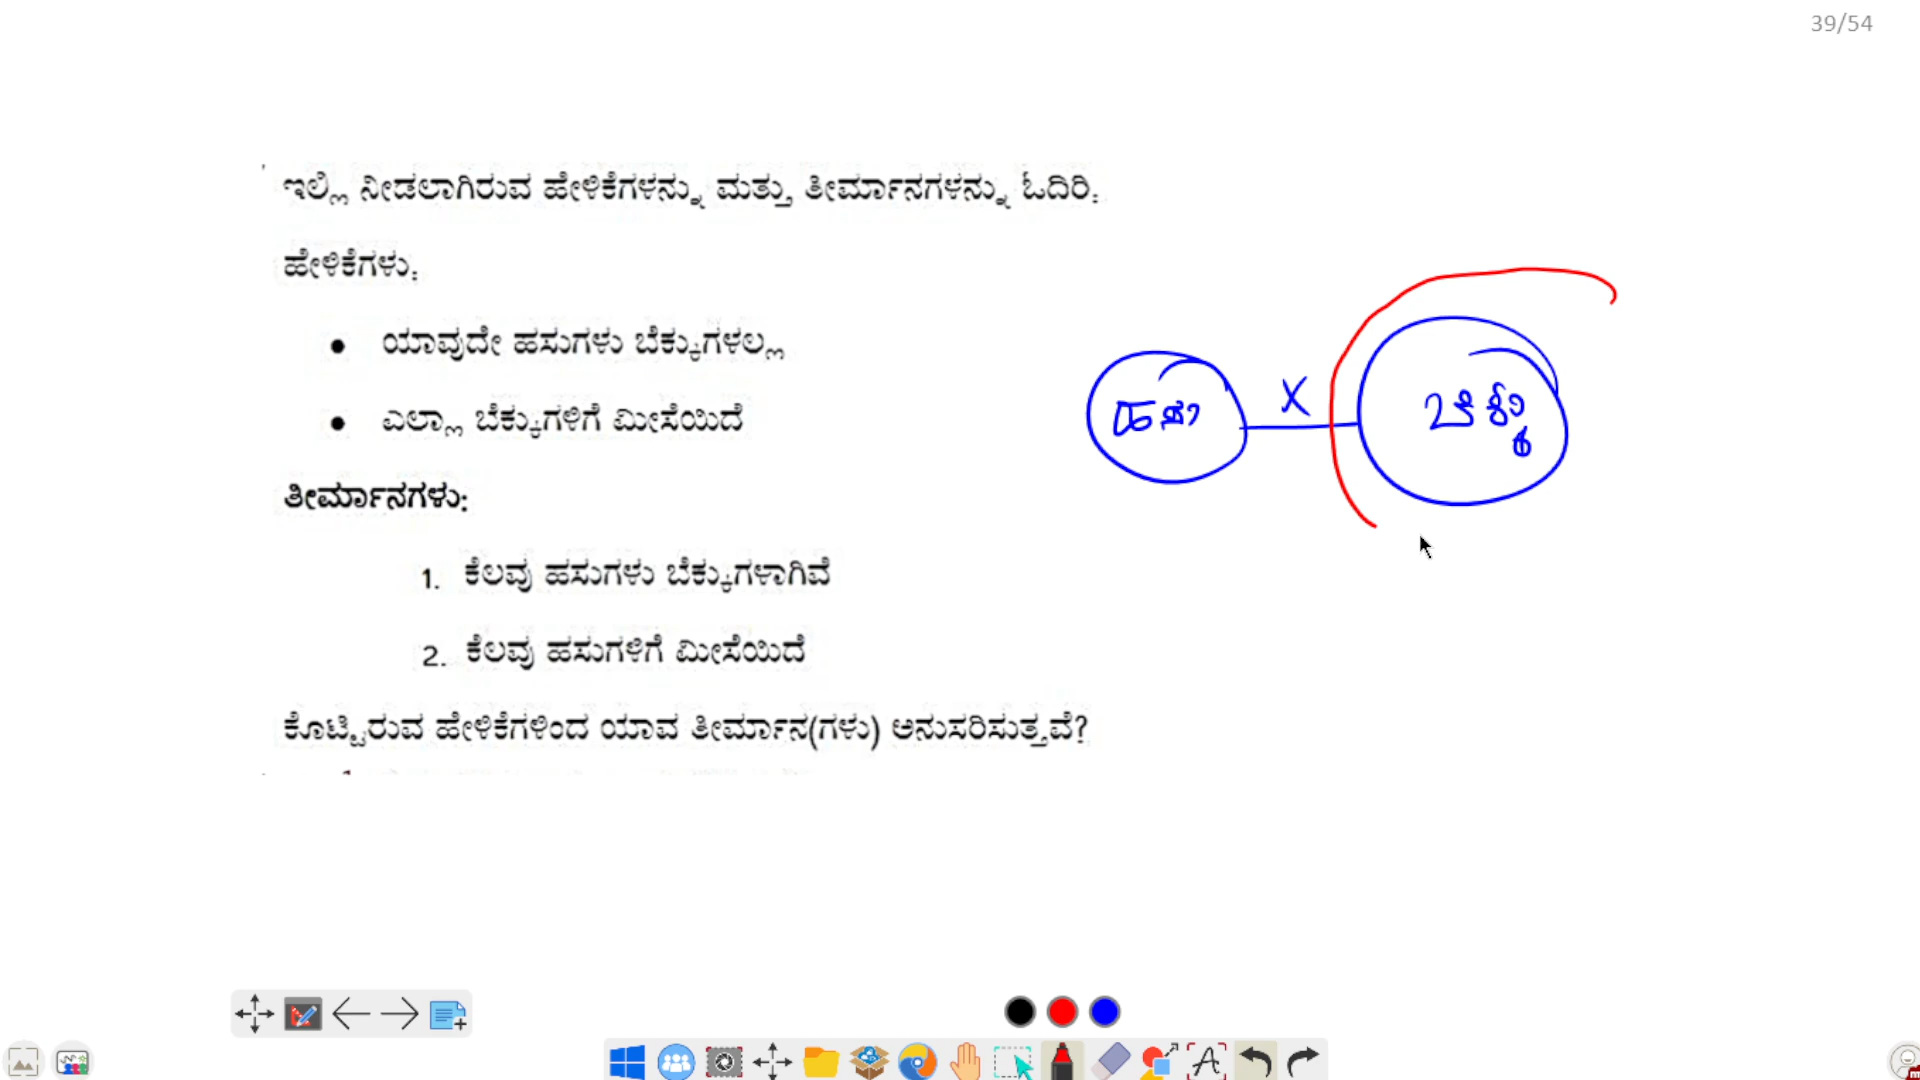 39/54
ಇಲ್ಲಿ ನೀಡಲಾಗಿರುವ ಹೇಳಿಕೆಗಳನ್ನು ಮತ್ತು ತೀರ್ಮಾನಗಳನ್ನು ಓದಿರಿ:
ಹೇಳಿಕೆಗಳು:
• ಯಾವುದೇ ಹಸುಗಳು ಬೆಕ್ಕುಗಳಲ್ಲ
• ಎಲ್ಲಾ ಬೆಕ್ಕುಗಳಿಗೆ ಮೀಸೆಯಿದೆ
ಹಸು X ಬೆಕ್ಕು
ತೀರ್ಮಾನಗಳು:
1. ಕೆಲವು ಹಸುಗಳು ಬೆಕ್ಕುಗಳಾಗಿವೆ
2. ಕೆಲವು ಹಸುಗಳಿಗೆ ಮೀಸೆಯಿದೆ
ಕೊಟ್ಟಿರುವ ಹೇಳಿಕೆಗಳಿಂದ ಯಾವ ತೀರ್ಮಾನ(ಗಳು) ಅನುಸರಿಸುತ್ತವೆ?